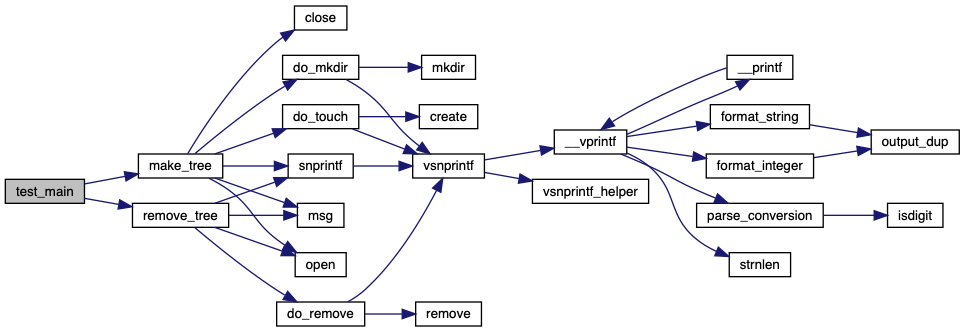 test_main
make_tree
remove_tree
close
do_mkdir
do_touch
snprintf
msg
open
do_remove
mkdir
create
vsnprintf
remove
__vprintf
vsnprintf_helper
__printf
format_string
format_integer
parse_conversion
strnlen
output_dup
isdigit